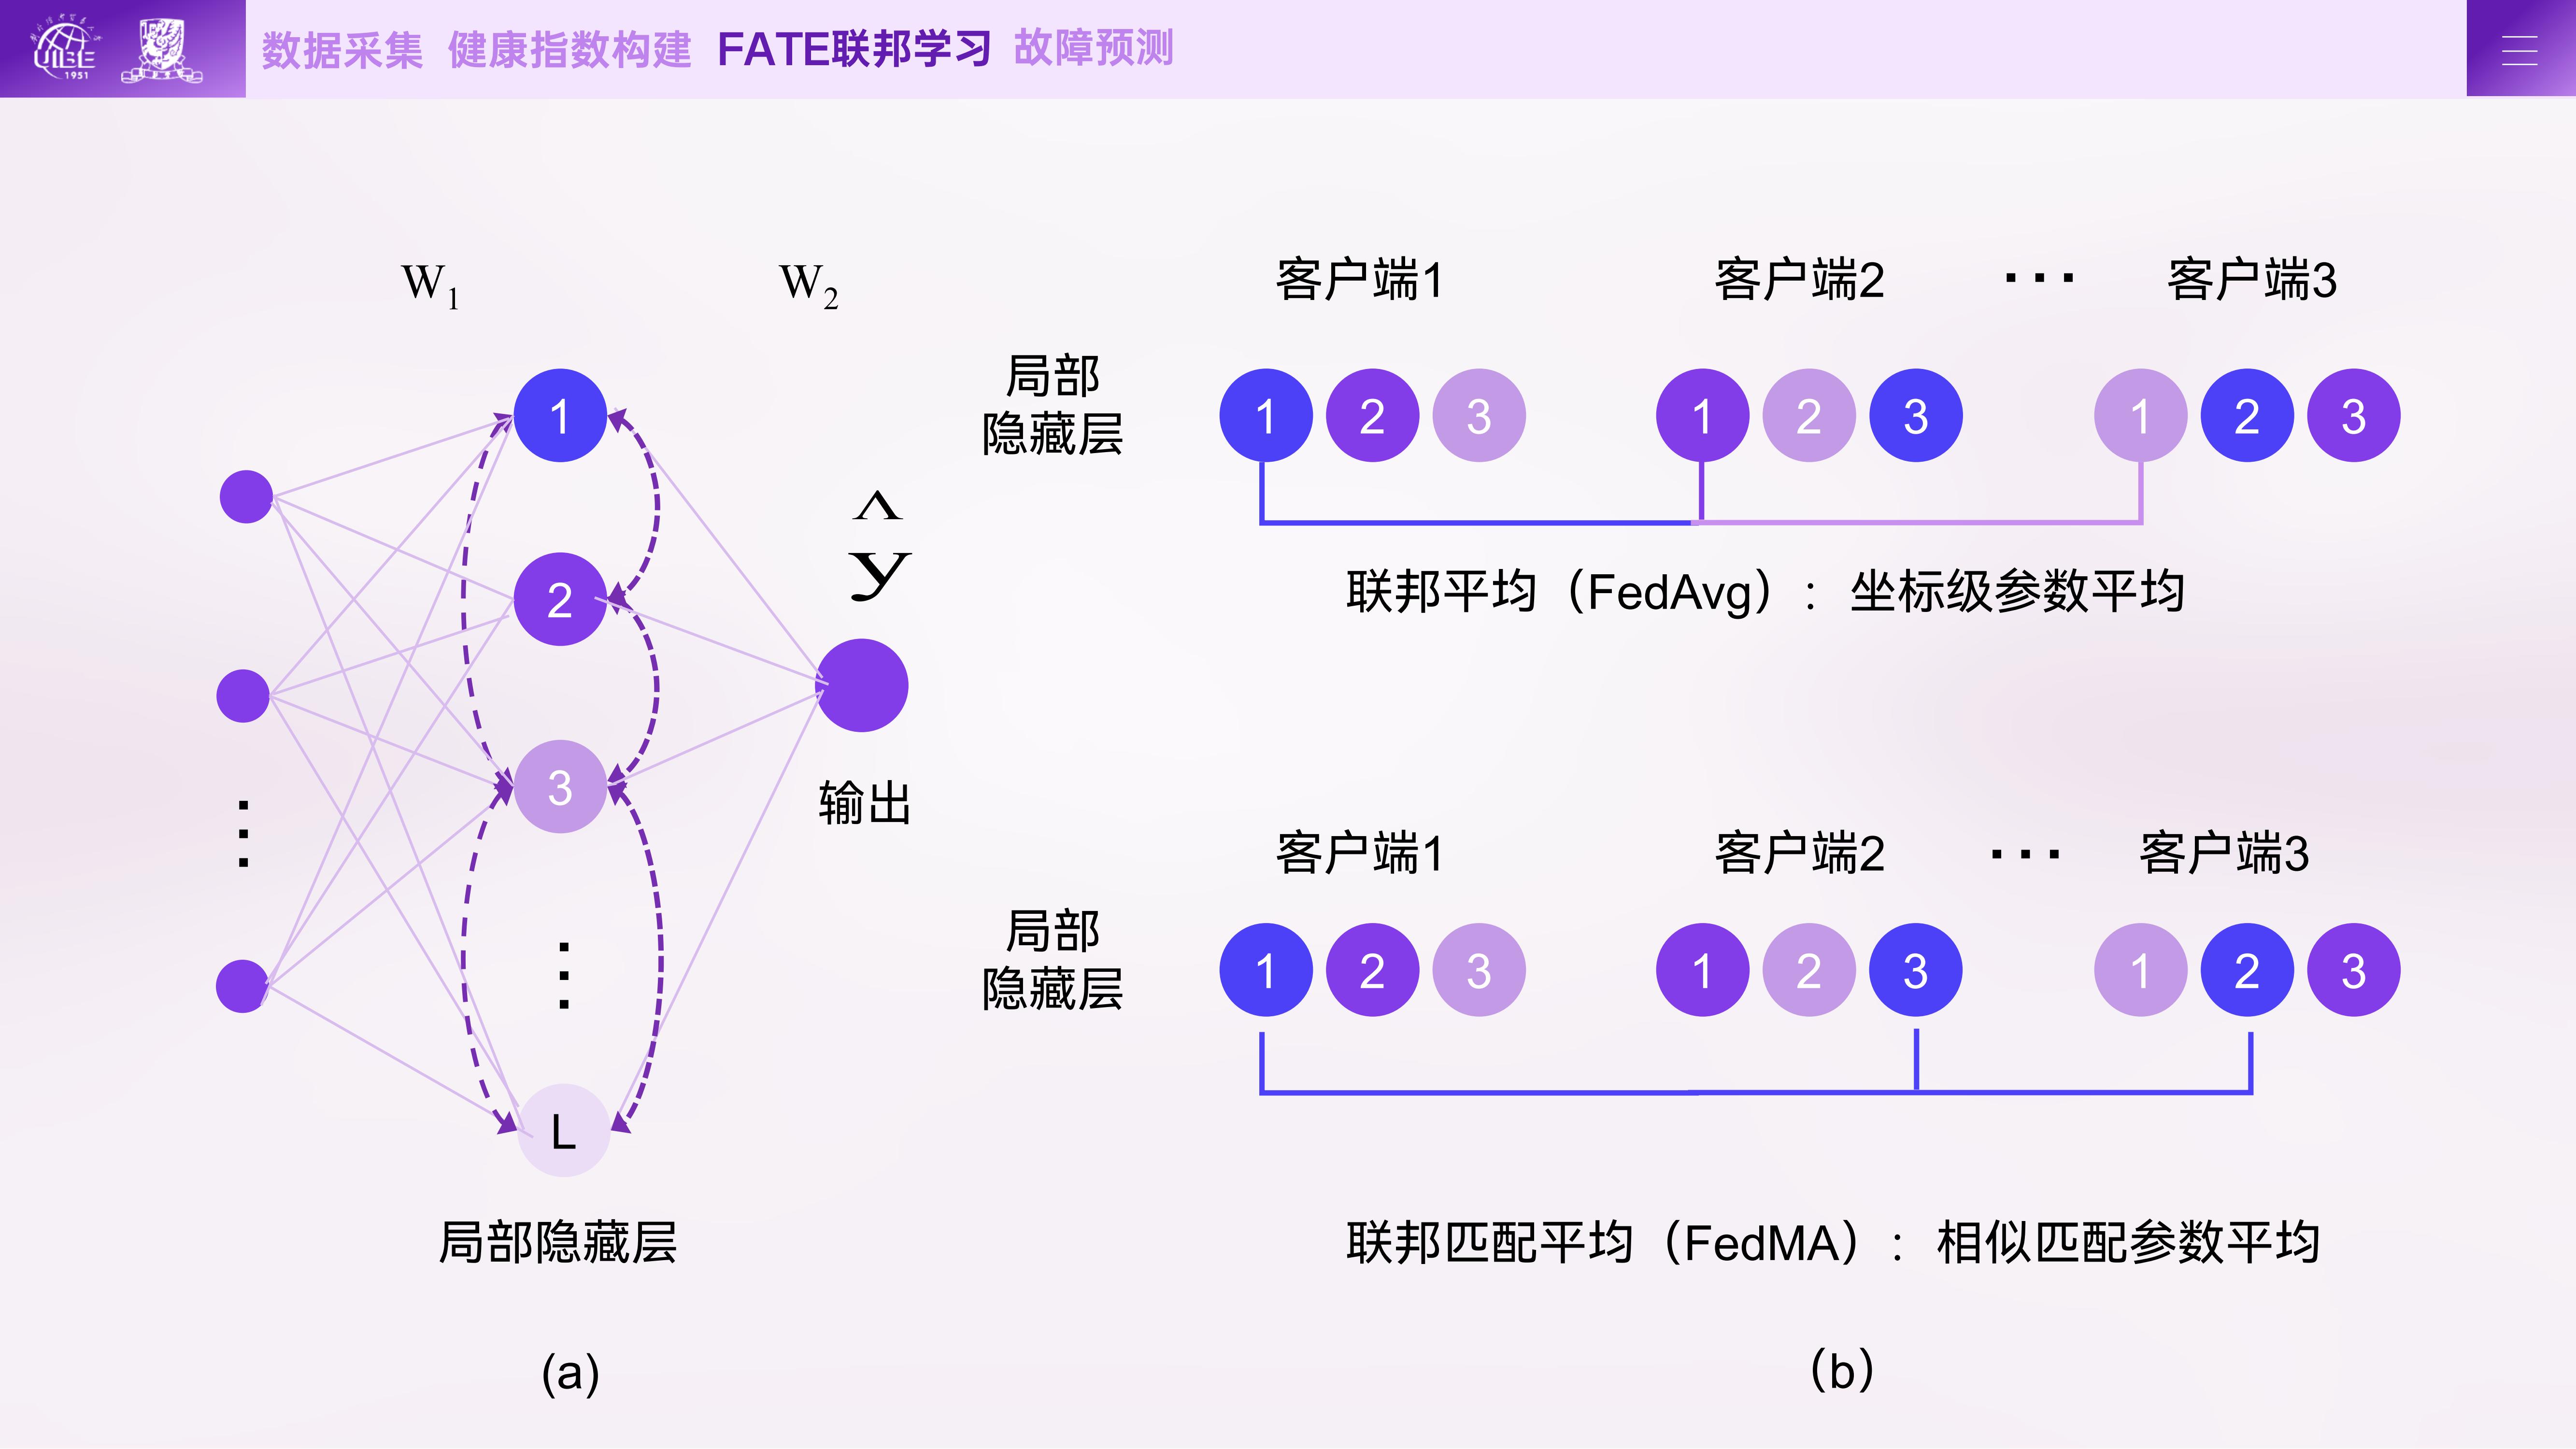 UIBE
1951
数据采集 健康指数构建 FATE联邦学习 故障预测
W1
W2
1
2
3
L
^
y
输出
局部隐藏层
(a)
客户端1 客户端2 ··· 客户端3
局部
隐藏层
1 2 3 1 2 3 1 2 3
联邦平均（FedAvg）：坐标级参数平均
客户端1 客户端2 ··· 客户端3
局部
隐藏层
1 2 3 1 2 3 1 2 3
联邦匹配平均（FedMA）：相似匹配参数平均
（b）